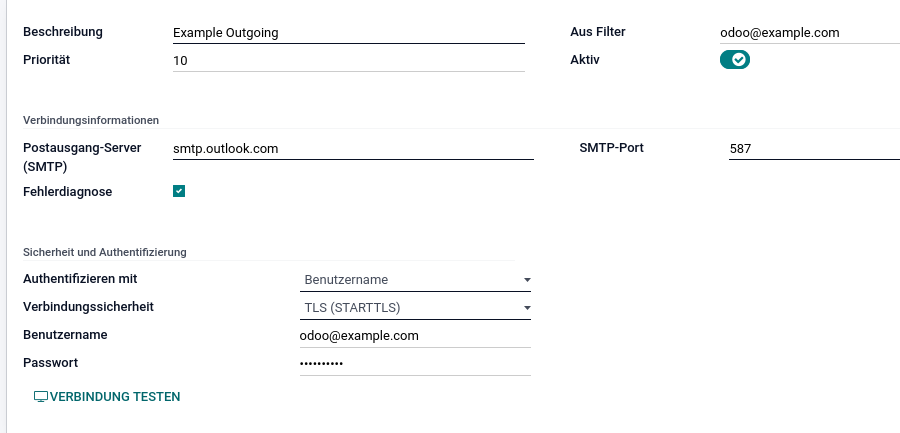 Beschreibung Example Outgoing Aus Filter odoo@example.com
Priorität 10 Aktiv
Verbindungsinformationen
Postausgang-Server (SMTP) smtp.outlook.com SMTP-Port 587
Fehlerdiagnose
Sicherheit und Authentifizierung
Authentifizieren mit Benutzername
Verbindungssicherheit TLS (STARTTLS)
Benutzername odoo@example.com
Passwort ••••••••••
VERBINDUNG TESTEN